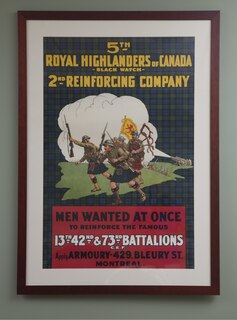 5TH
ROYAL HIGHLANDERS OF CANADA
- BLACK WATCH -
2ND REINFORCING COMPANY
MEN WANTED AT ONCE
TO REINFORCE THE FAMOUS
13TH 42ND & 73RD BATTALIONS
C.E.F.
Apply ARMOURY-429, BLEURY ST.
MONTREAL